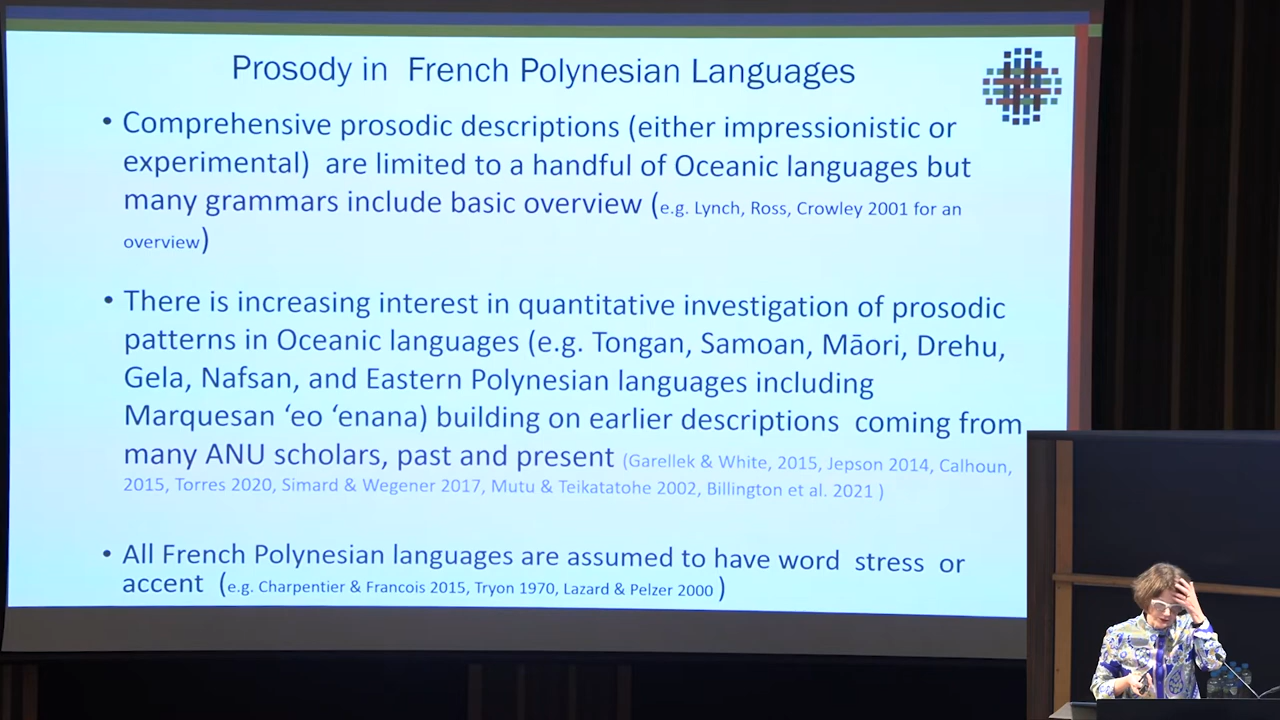 Prosody in French Polynesian Languages
• Comprehensive prosodic descriptions (either impressionistic or
experimental) are limited to a handful of Oceanic languages but
many grammars include basic overview (e.g. Lynch, Ross, Crowley 2001 for an
overview)
• There is increasing interest in quantitative investigation of prosodic
patterns in Oceanic languages (e.g. Tongan, Samoan, Māori, Drehu,
Gela, Nafsan, and Eastern Polynesian languages including
Marquesan ‘eo ‘enana) building on earlier descriptions coming from
many ANU scholars, past and present (Garellek & White, 2015, Jepson 2014, Calhoun,
2015, Torres 2020, Simard & Wegener 2017, Mutu & Teikatatohe 2002, Billington et al. 2021 )
• All French Polynesian languages are assumed to have word stress or
accent (e.g. Charpentier & Francois 2015, Tryon 1970, Lazard & Pelzer 2000 )